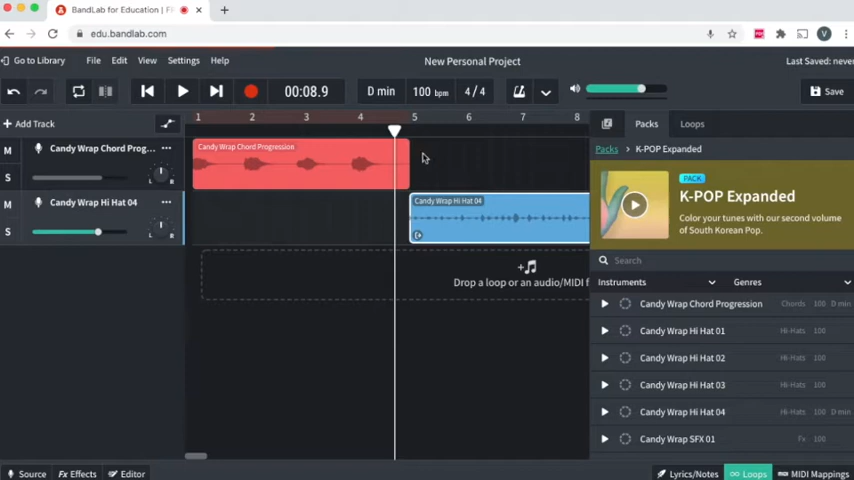 BandLab for Education | Fi
edu.bandlab.com
V
Go to Library File Edit View Settings Help New Personal Project Last Saved: never
00:08.9 D min 100 bpm 4 / 4 Save
Add Track 1 2 3 4 5 6 7 8 Packs Loops
M Candy Wrap Chord Prog... Candy Wrap Chord Progression Packs K-POP Expanded
S L R
PACK
K-POP Expanded
Color your tunes with our second volume
of South Korean Pop.
M Candy Wrap Hi Hat 04 Candy Wrap Hi Hat 04
S L R
Search
Drop a loop or an audio/MIDI f
Instruments Genres
Candy Wrap Chord Progression Chords 100 D min
Candy Wrap Hi Hat 01 Hi-Hats 100
Candy Wrap Hi Hat 02 Hi-Hats 100
Candy Wrap Hi Hat 03 Hi-Hats 100
Candy Wrap Hi Hat 04 Hi-Hats 100 D min
Candy Wrap SFX 01 Fx 100
Source Fx Effects Editor Lyrics/Notes Loops MIDI Mappings